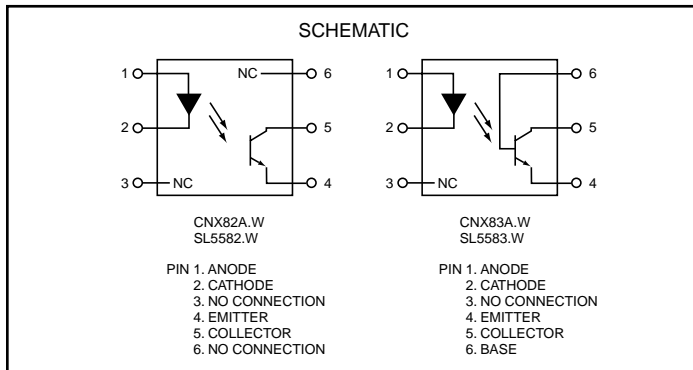 SCHEMATIC
1
NC
6
2
5
3
NC
4
1
6
2
5
3
NC
4
CNX82A.W
SL5582.W
CNX83A.W
SL5583.W
PIN 1. ANODE
2. CATHODE
3. NO CONNECTION
4. EMITTER
5. COLLECTOR
6. NO CONNECTION
PIN 1. ANODE
2. CATHODE
3. NO CONNECTION
4. EMITTER
5. COLLECTOR
6. BASE